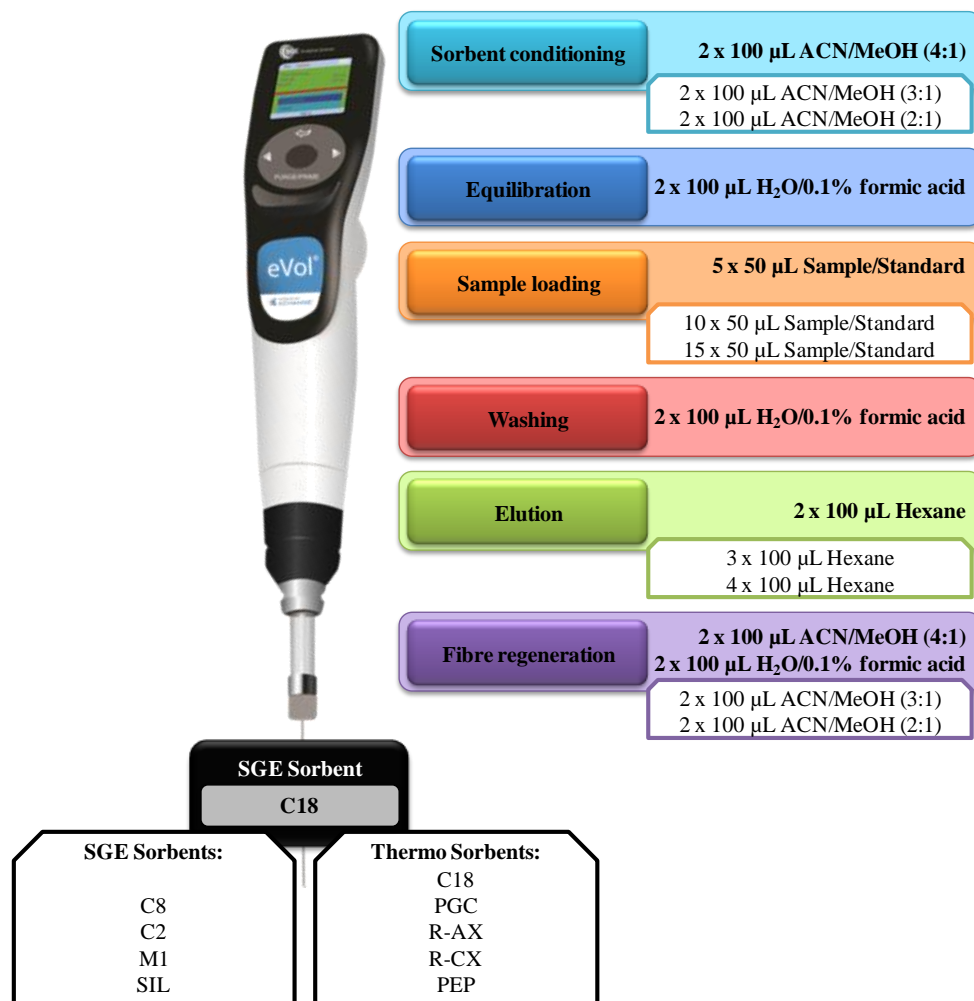 Sorbent conditioning
2 x 100 µL ACN/MeOH (4:1)
2 x 100 µL ACN/MeOH (3:1)
2 x 100 µL ACN/MeOH (2:1)
Equilibration
2 x 100 µL H₂O/0.1% formic acid
Sample loading
5 x 50 µL Sample/Standard
10 x 50 µL Sample/Standard
15 x 50 µL Sample/Standard
Washing
2 x 100 µL H₂O/0.1% formic acid
Elution
2 x 100 µL Hexane
3 x 100 µL Hexane
4 x 100 µL Hexane
Fibre regeneration
2 x 100 µL ACN/MeOH (4:1)
2 x 100 µL H₂O/0.1% formic acid
2 x 100 µL ACN/MeOH (3:1)
2 x 100 µL ACN/MeOH (2:1)
PURGE/PRIME
eVol®
SGE Sorbent
C18
SGE Sorbents:
C8
C2
M1
SIL
Thermo Sorbents:
C18
PGC
R-AX
R-CX
PEP